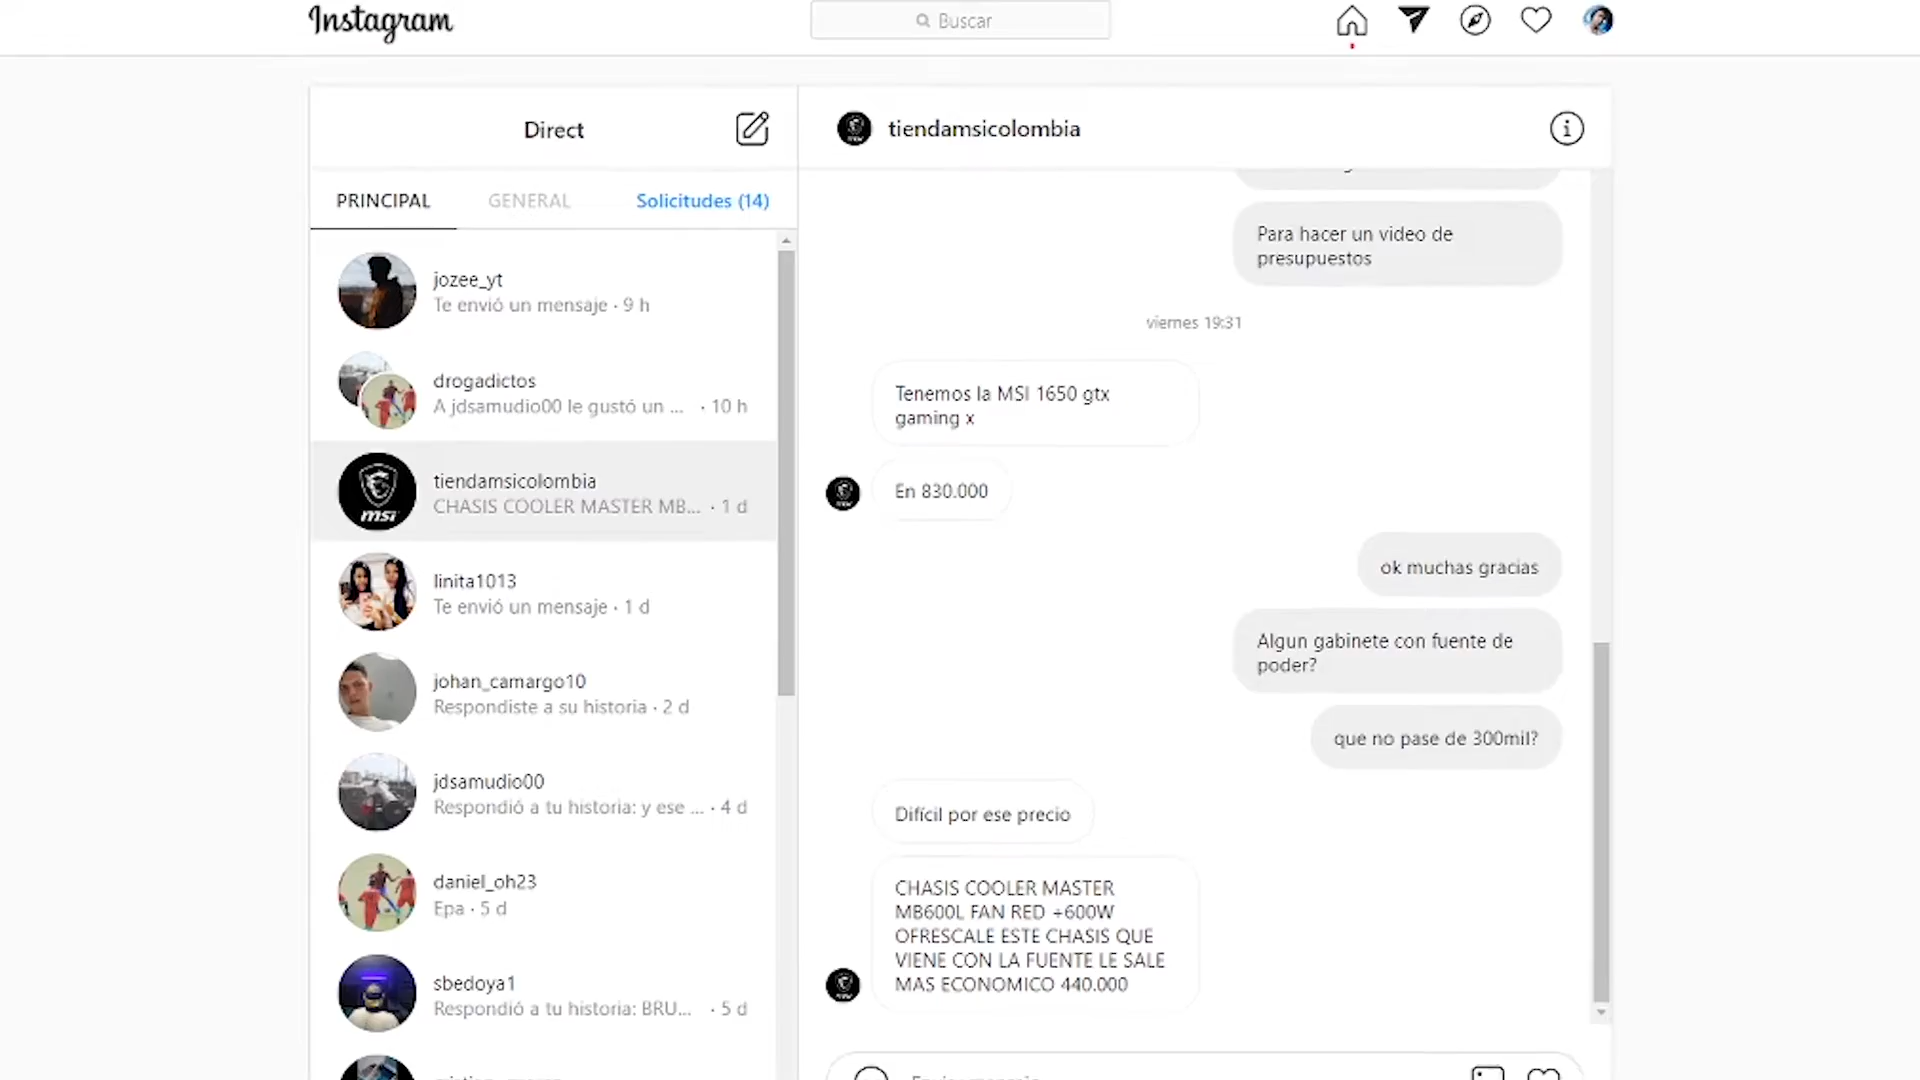 Instagram
Buscar
Direct
PRINCIPAL
GENERAL
Solicitudes (14)
jozee_yt
Te envió un mensaje · 9 h
drogadictos
A jdsamudio00 le gustó un ... · 10 h
tiendamsicolombia
CHASIS COOLER MASTER MB... · 1 d
linita1013
Te envió un mensaje · 1 d
johan_camargo10
Respondiste a su historia · 2 d
jdsamudio00
Respondió a tu historia: y ese ... · 4 d
daniel_oh23
Epa · 5 d
sbedoya1
Respondió a tu historia: BRU... · 5 d
msi
tiendamsicolombia
Para hacer un video de
presupuestos
viernes 19:31
Tenemos la MSI 1650 gtx
gaming x
En 830.000
ok muchas gracias
Algun gabinete con fuente de
poder?
que no pase de 300mil?
Difícil por ese precio
CHASIS COOLER MASTER
MB600L FAN RED +600W
OFRESCALE ESTE CHASIS QUE
VIENE CON LA FUENTE LE SALE
MAS ECONOMICO 440.000